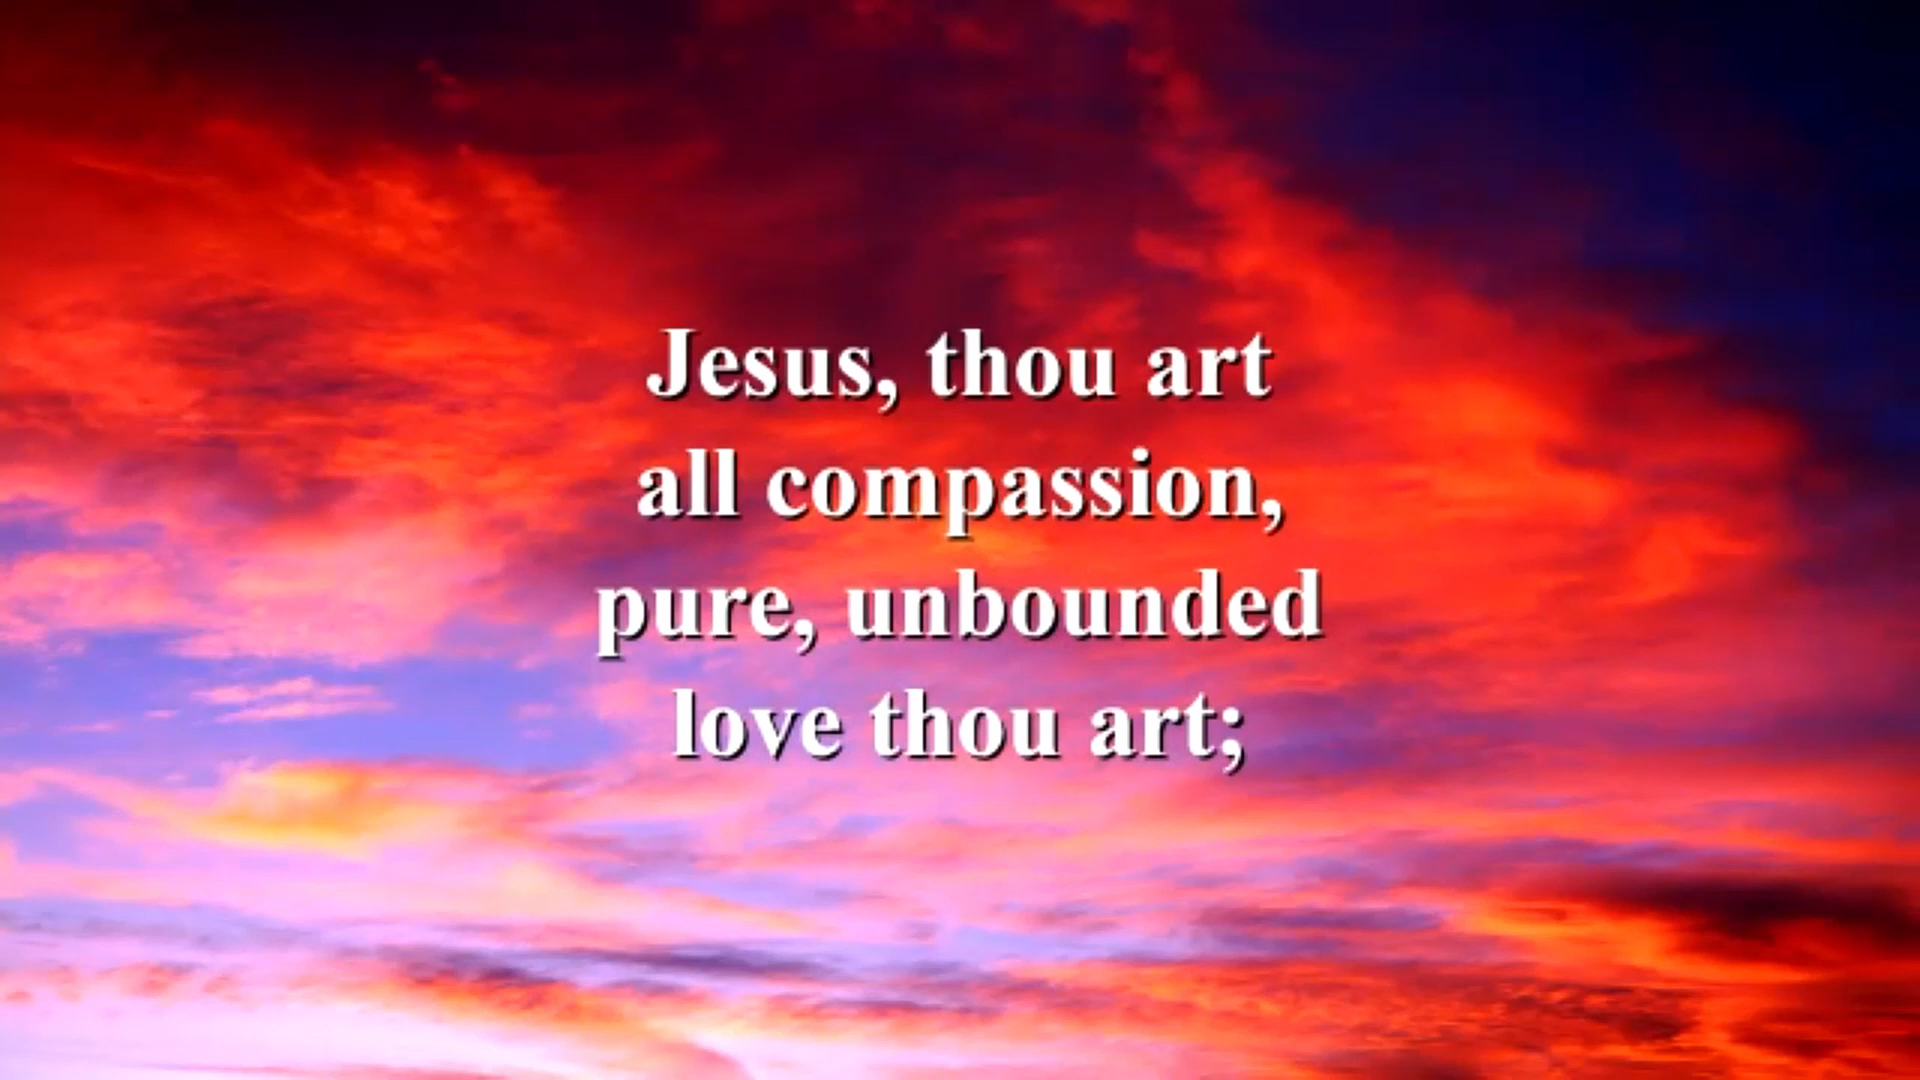 Jesus, thou art
all compassion,
pure, unbounded
love thou art;